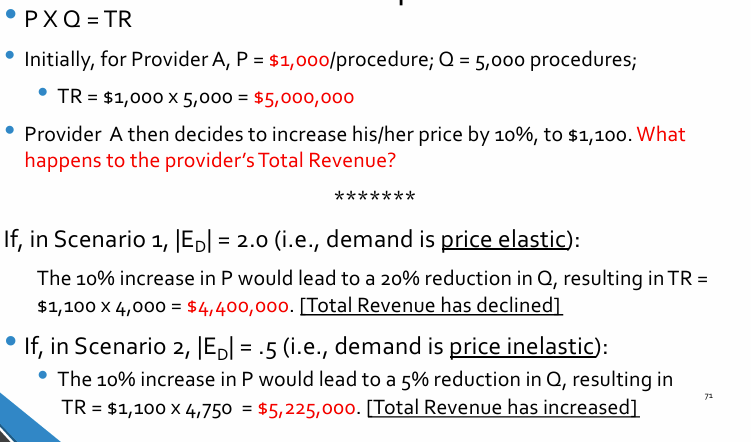 • P X Q = TR
• Initially, for Provider A, P = $1,000/procedure; Q = 5,000 procedures;
• TR = $1,000 x 5,000 = $5,000,000
• Provider A then decides to increase his/her price by 10%, to $1,100. What
happens to the provider's Total Revenue?
*******
If, in Scenario 1, |E_D| = 2.0 (i.e., demand is price elastic):
The 10% increase in P would lead to a 20% reduction in Q, resulting in TR =
$1,100 x 4,000 = $4,400,000. [Total Revenue has declined]
• If, in Scenario 2, |E_D| = .5 (i.e., demand is price inelastic):
• The 10% increase in P would lead to a 5% reduction in Q, resulting in
TR = $1,100 x 4,750 = $5,225,000. [Total Revenue has increased]
71